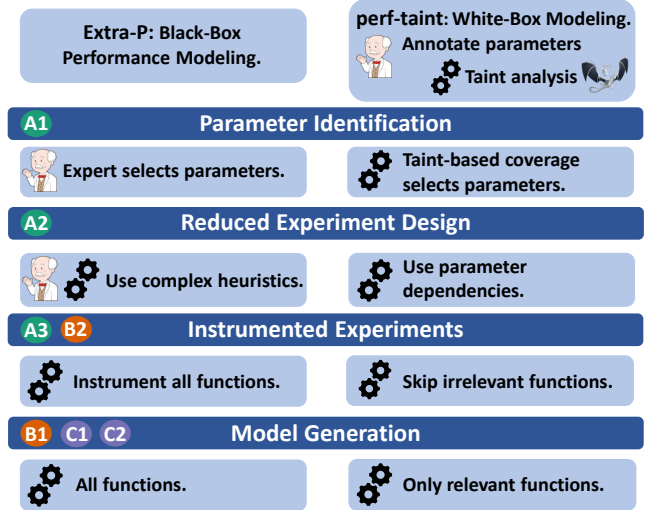 Extra-P: Black-Box
Performance Modeling.
perf-taint: White-Box Modeling.
Annotate parameters
Taint analysis
A1 Parameter Identification
Expert selects parameters.
Taint-based coverage
selects parameters.
A2 Reduced Experiment Design
Use complex heuristics.
Use parameter
dependencies.
A3 B2 Instrumented Experiments
Instrument all functions.
Skip irrelevant functions.
B1 C1 C2 Model Generation
All functions.
Only relevant functions.